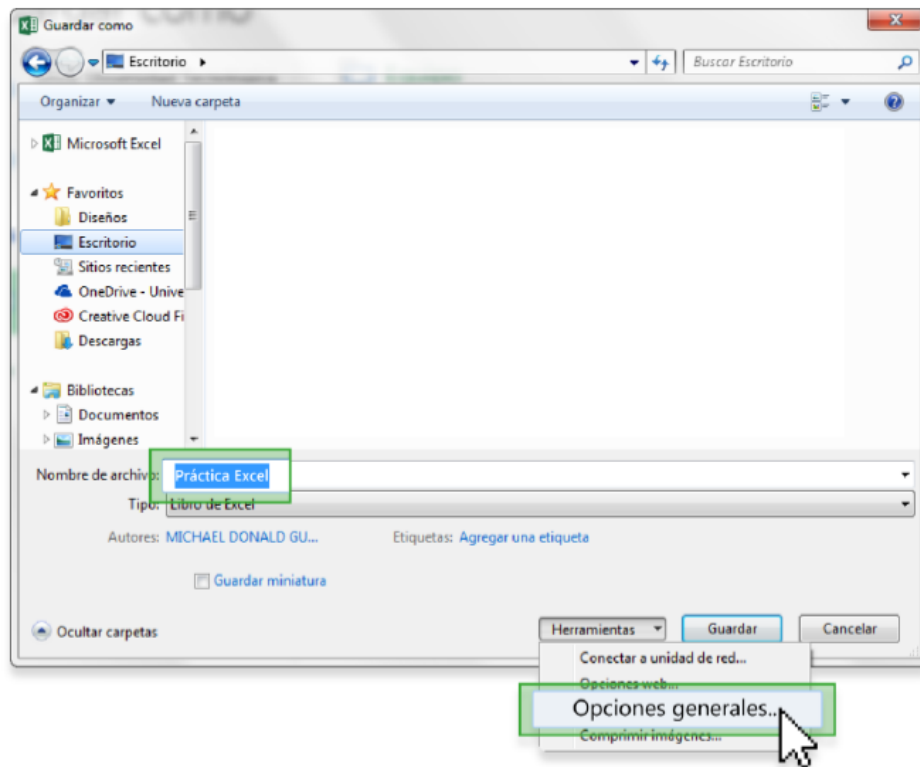 Guardar como
Escritorio
Buscar Escritorio
Organizar
Nueva carpeta
Microsoft Excel
Favoritos
Diseños
Escritorio
Sitios recientes
OneDrive - Unive
Creative Cloud Fi
Descargas
Bibliotecas
Documentos
Imágenes
Nombre de archivo: Práctica Excel
Tipo: Libro de Excel
Autores: MICHAEL DONALD GU... Etiquetas: Agregar una etiqueta
Guardar miniatura
Ocultar carpetas Herramientas Guardar Cancelar
Conectar a unidad de red...
Opciones web...
Opciones generales...
Comprimir imágenes...